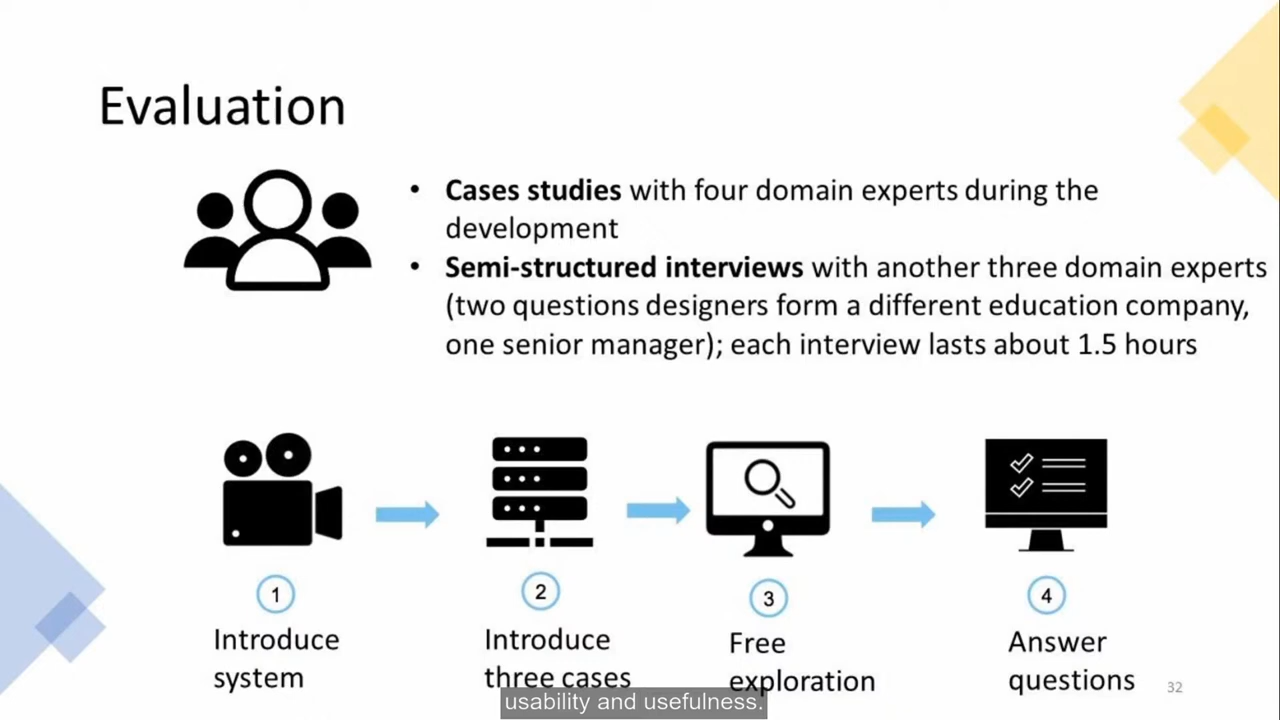 Evaluation
• Cases studies with four domain experts during the
development
• Semi-structured interviews with another three domain experts
(two questions designers form a different education company,
one senior manager); each interview lasts about 1.5 hours
1
Introduce
system
2
Introduce
three cases
3
Free
exploration
4
Answer
questions
32
usability and usefulness.